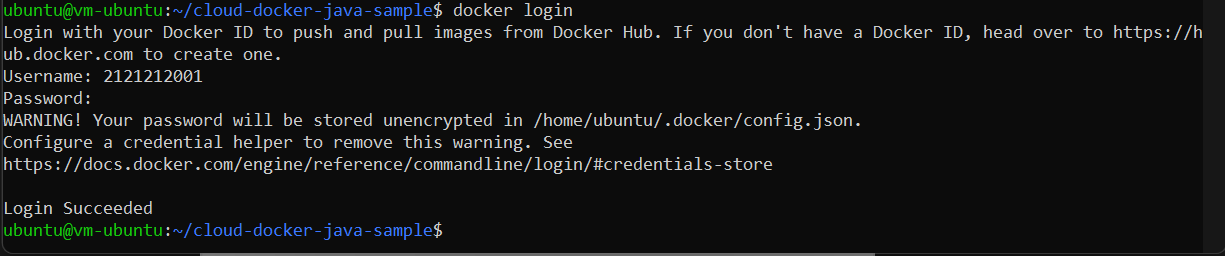 ubuntu@vm-ubuntu:~/cloud-docker-java-sample$ docker login
Login with your Docker ID to push and pull images from Docker Hub. If you don't have a Docker ID, head over to https://h
ub.docker.com to create one.
Username: 2121212001
Password:
WARNING! Your password will be stored unencrypted in /home/ubuntu/.docker/config.json.
Configure a credential helper to remove this warning. See
https://docs.docker.com/engine/reference/commandline/login/#credentials-store
Login Succeeded
ubuntu@vm-ubuntu:~/cloud-docker-java-sample$